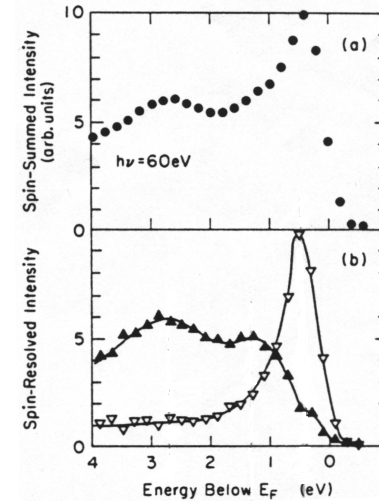 Spin-Summed Intensity
(arb.units)
10
5
0
(a)
hν=60eV
Spin-Resolved Intensity
5
0
(b)
4 3 2 1 0
Energy Below E_F (eV)